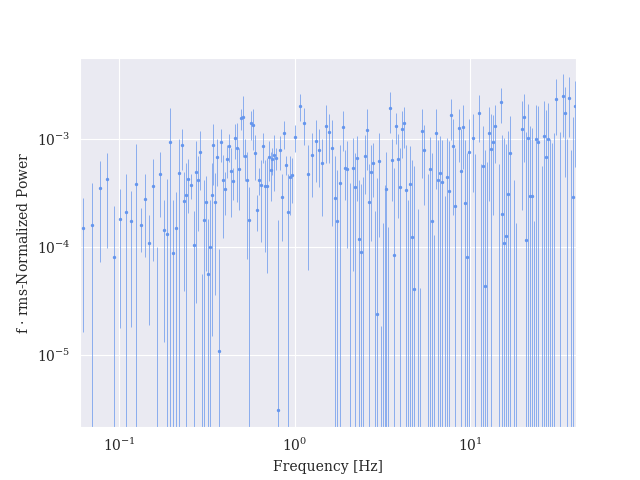 f · rms-Normalized Power
10⁻³
10⁻⁴
10⁻⁵
10⁻¹ 10⁰ 10¹
Frequency [Hz]